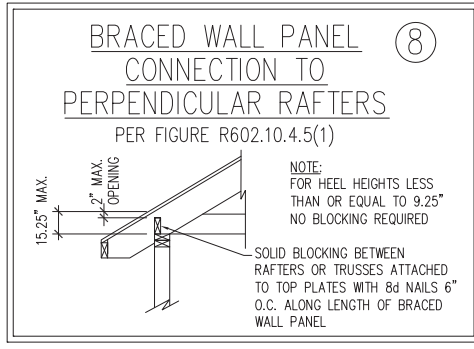 BRACED WALL PANEL
CONNECTION TO
PERPENDICULAR RAFTERS
8
PER FIGURE R602.10.4.5(1)
15.25" MAX.
2" MAX.
OPENING
NOTE:
FOR HEEL HEIGHTS LESS
THAN OR EQUAL TO 9.25"
NO BLOCKING REQUIRED
SOLID BLOCKING BETWEEN
RAFTERS OR TRUSSES ATTACHED
TO TOP PLATES WITH 8d NAILS 6"
O.C. ALONG LENGTH OF BRACED
WALL PANEL